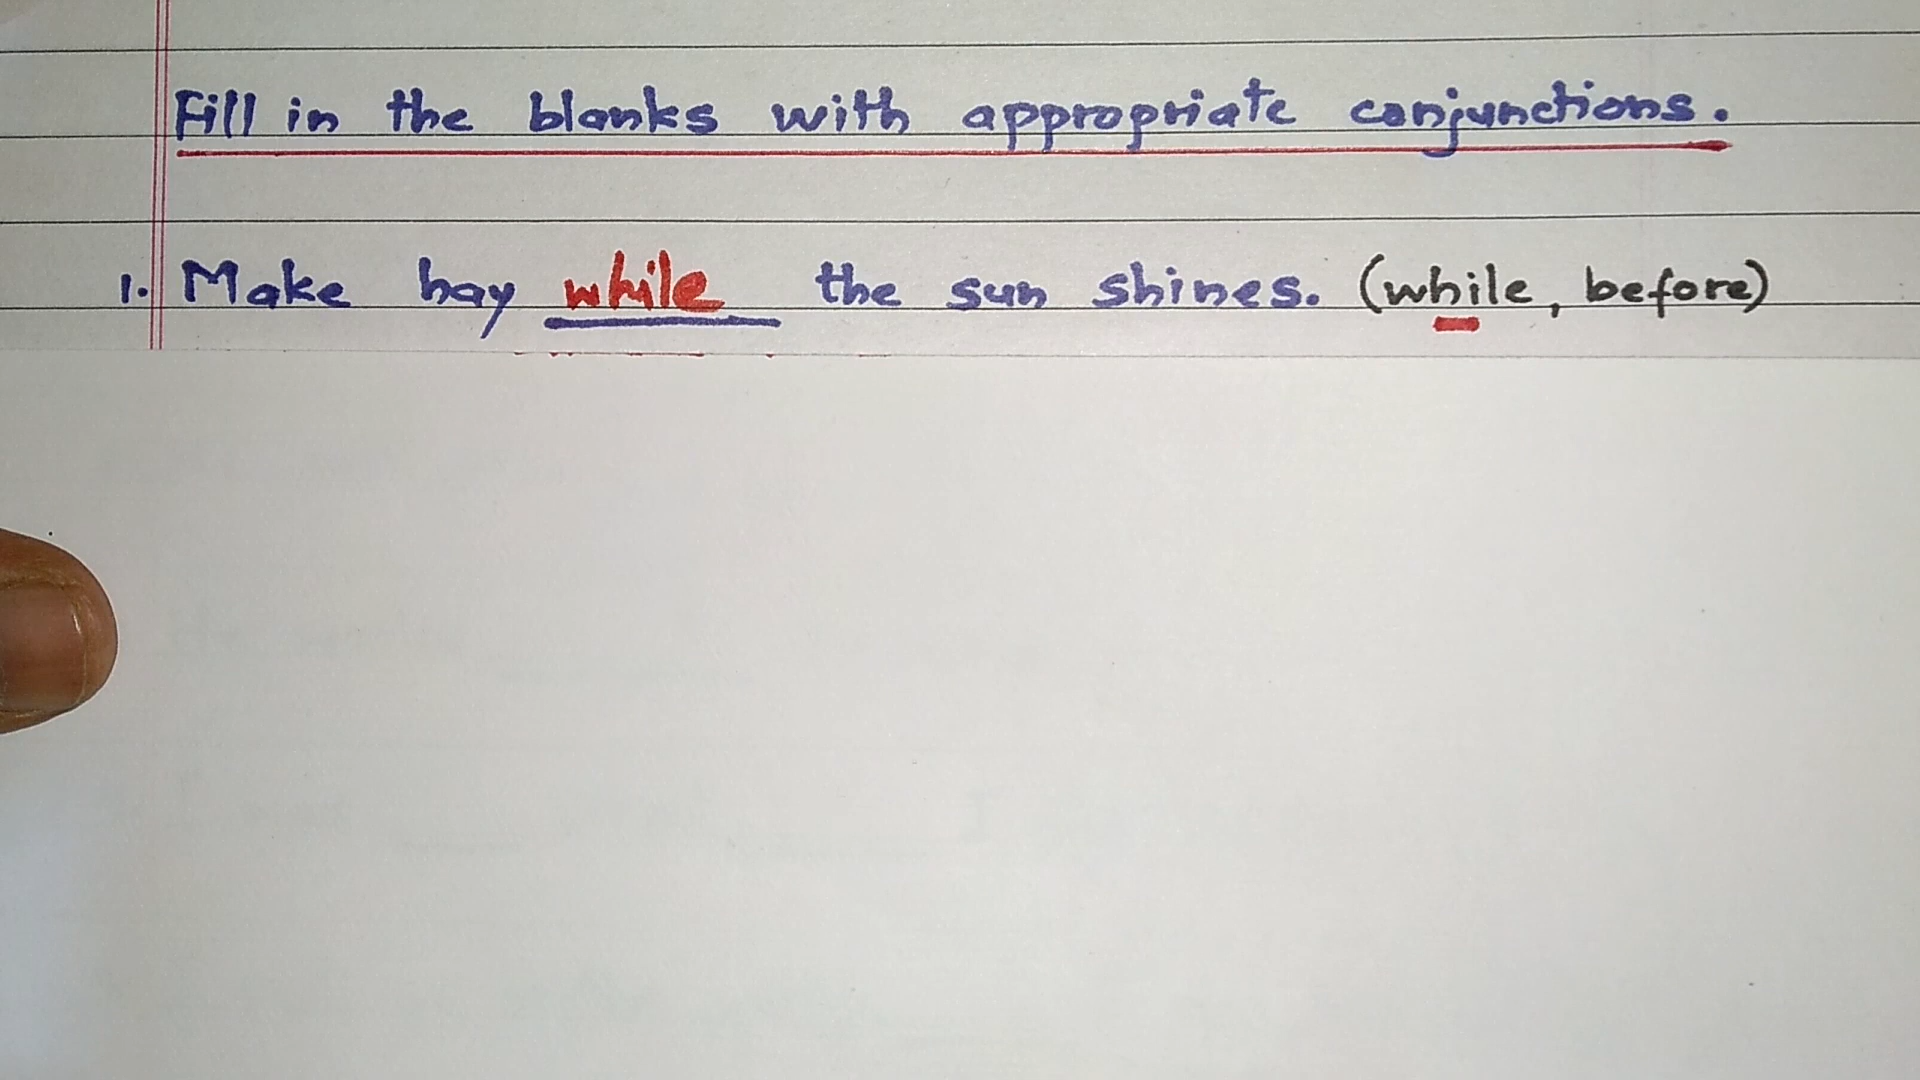 Fill in the blanks with appropriate conjunctions.
1. Make hay while the sun shines. (while, before)